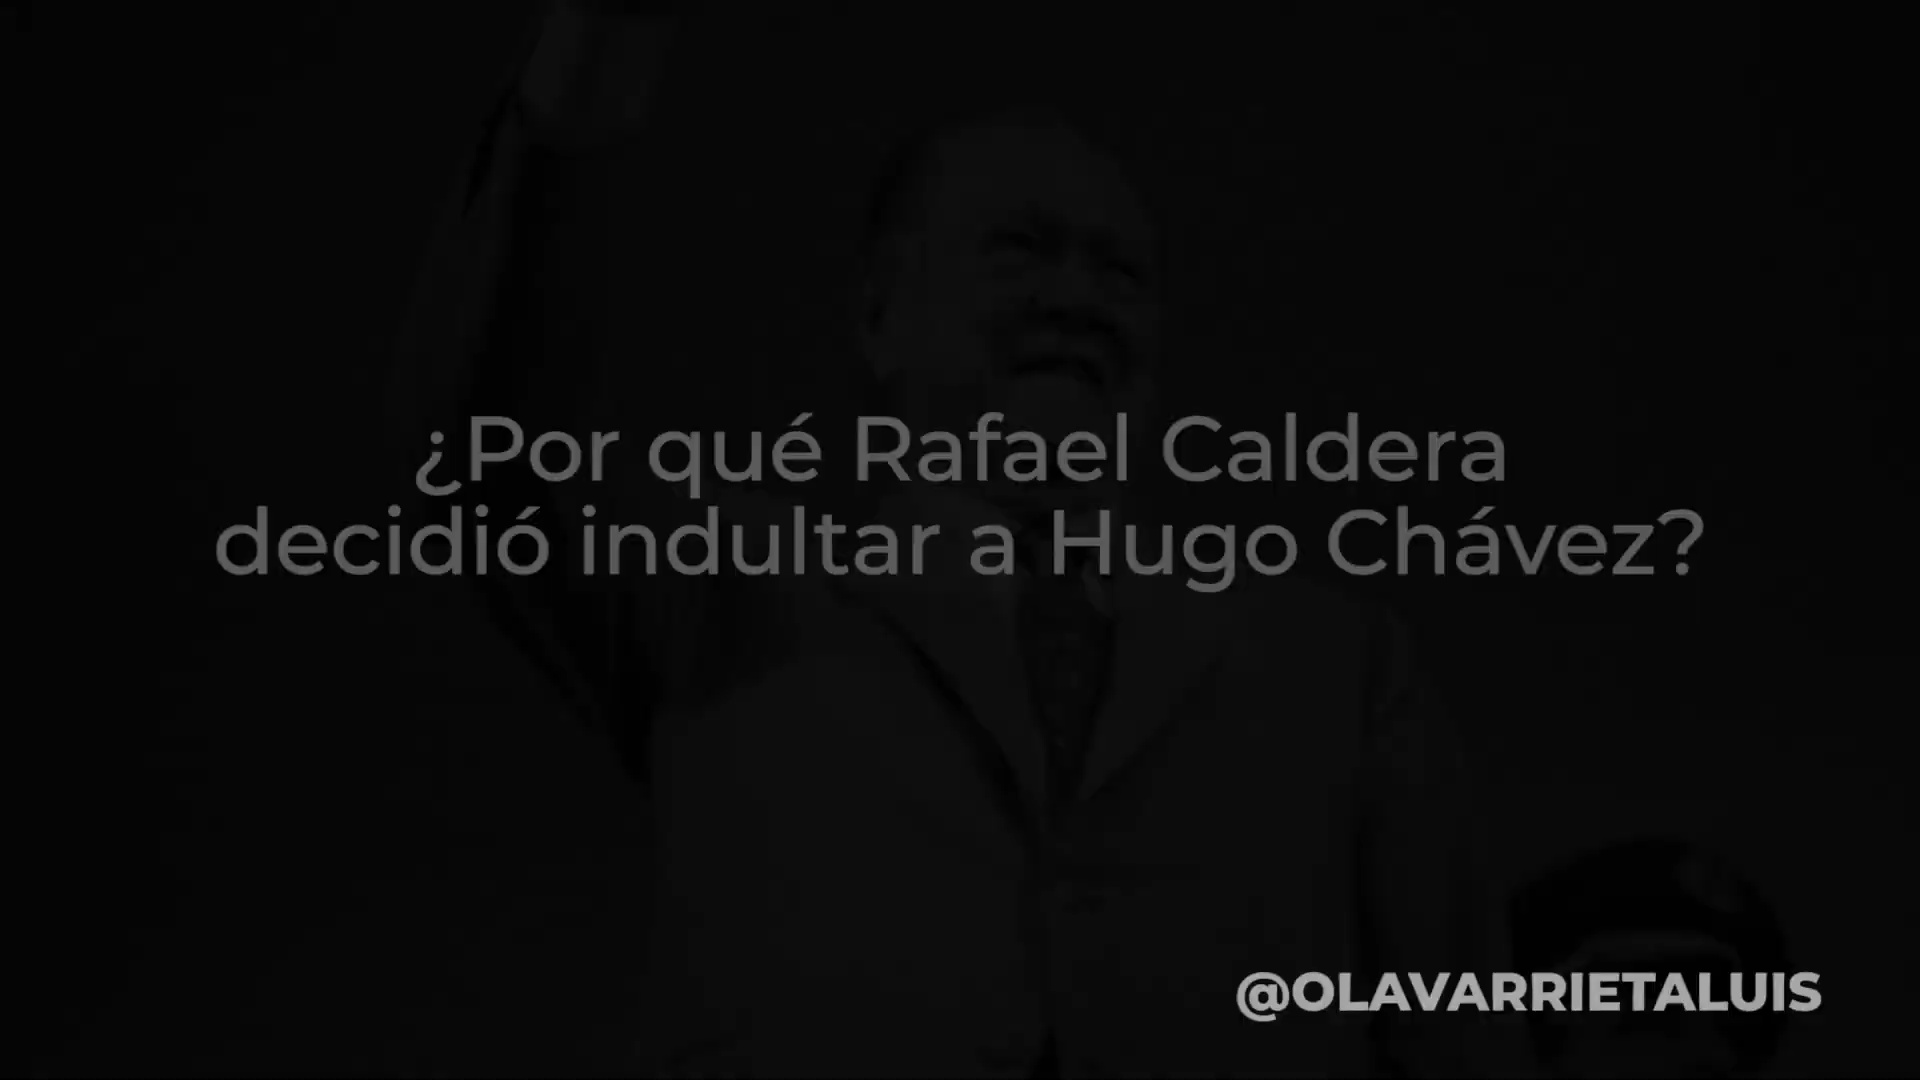 ¿Por qué Rafael Caldera
decidió indultar a Hugo Chávez?
@OLAVARRIETALUIS